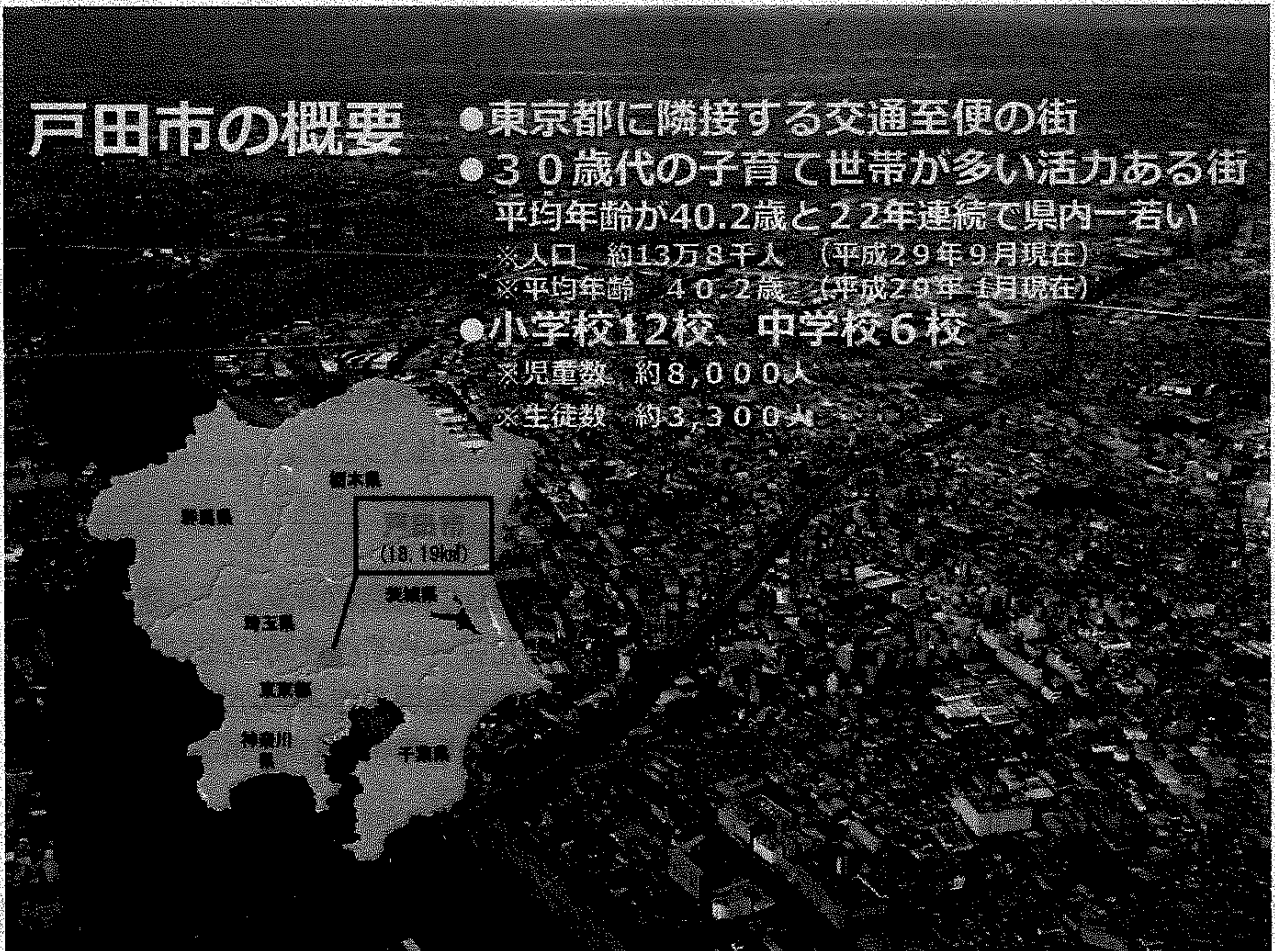 戸田市の概要
●東京都に隣接する交通至便の街
●30歳代の子育て世帯が多い活力ある街
平均年齢が40.2歳と22年連続で県内一若い
※人口　約13万8千人　(平成29年9月現在)
※平均年齢　40.2歳　(平成29年1月現在)
●小学校12校、中学校6校
※児童数　約8,000人
※生徒数　約3,300人
栃木県
群馬県
(18.19㎢)
茨城県
埼玉県
東京都
神奈川
県
千葉県